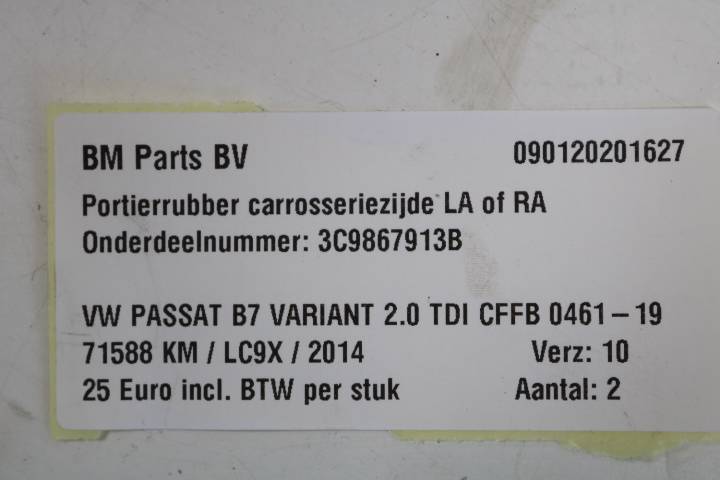 BM Parts BV 090120201627
Portierrubber carrosseriezijde LA of RA
Onderdeelnummer: 3C9867913B
VW PASSAT B7 VARIANT 2.0 TDI CFFB 0461-19
71588 KM / LC9X / 2014 Verz: 10
25 Euro incl. BTW per stuk Aantal: 2